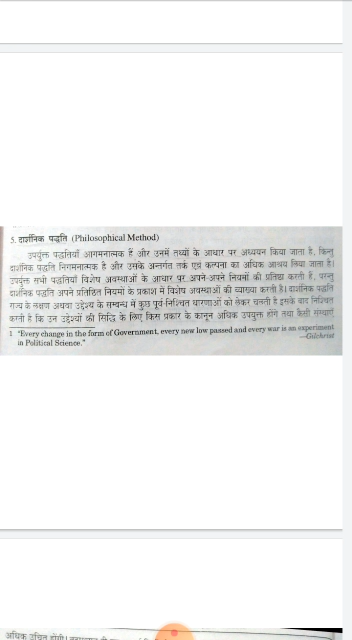 5. दार्शनिक पद्धति (Philosophical Method)
उपर्युक्त पद्धतियाँ आगमनात्मक हैं और उनमें तथ्यों के आधार पर अध्ययन किया जाता है, किन्तु
दार्शनिक पद्धति निगमनात्मक है और उसके अन्तर्गत तर्क एवं कल्पना का अधिक आश्रय लिया जाता है।
उपर्युक्त सभी पद्धतियाँ विशेष अवस्थाओं के आधार पर अपने-अपने नियमों की प्रतिष्ठा करती हैं, परन्तु
दार्शनिक पद्धति अपने प्रतिष्ठित नियमों के प्रकाश में विशेष अवस्थाओं की व्याख्या करती है। दार्शनिक पद्धति
राज्य के लक्षण अथवा उद्देश्य के सम्बन्ध में कुछ पूर्व-निश्चित धारणाओं को लेकर चलती है इसके बाद निश्चित
करती है कि उन उद्देश्यों की सिद्धि के लिए किस प्रकार के कानून अधिक उपयुक्त होंगे तथा कैसी संस्थाएँ
1 "Every change in the form of Government, every new law passed and every war is an experiment
in Political Science."
—Gilchrist
अधिक उचित होंगी।